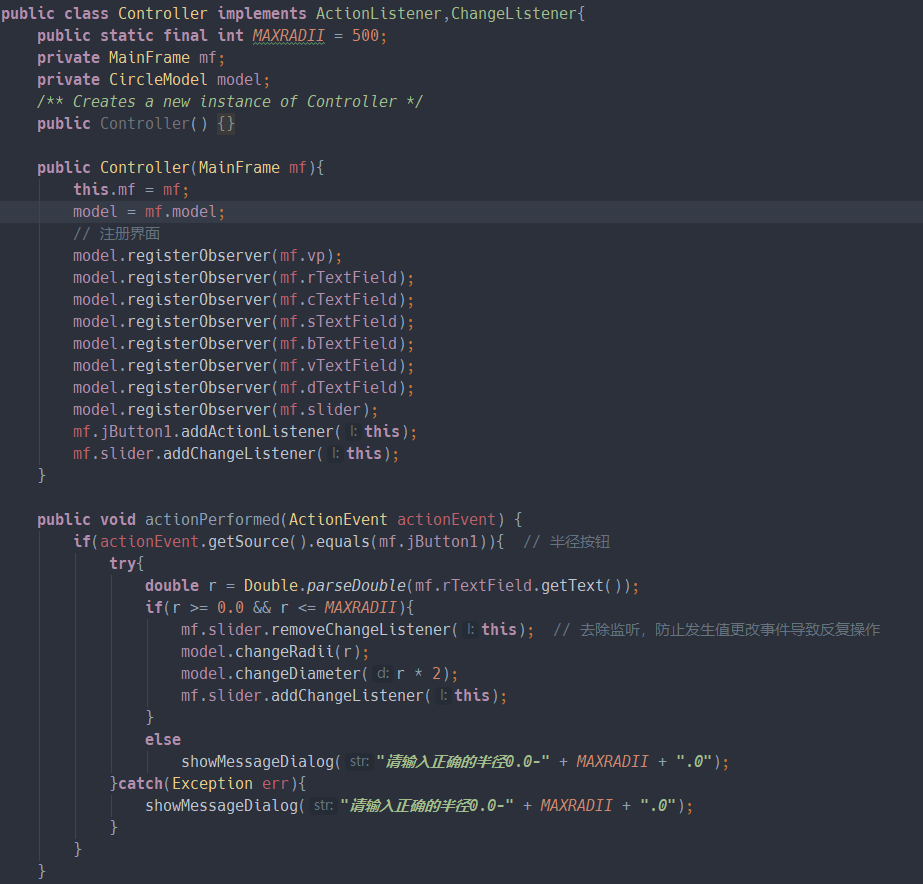 public class Controller implements ActionListener,ChangeListener{
    public static final int MAXRADII = 500;
    private MainFrame mf;
    private CircleModel model;
    /** Creates a new instance of Controller */
    public Controller() {}

    public Controller(MainFrame mf){
        this.mf = mf;
        model = mf.model;
        // 注册界面
        model.registerObserver(mf.vp);
        model.registerObserver(mf.rTextField);
        model.registerObserver(mf.cTextField);
        model.registerObserver(mf.sTextField);
        model.registerObserver(mf.bTextField);
        model.registerObserver(mf.vTextField);
        model.registerObserver(mf.dTextField);
        model.registerObserver(mf.slider);
        mf.jButton1.addActionListener( l: this);
        mf.slider.addChangeListener( l: this);
    }

    public void actionPerformed(ActionEvent actionEvent) {
        if(actionEvent.getSource().equals(mf.jButton1)){  // 半径按钮
            try{
                double r = Double.parseDouble(mf.rTextField.getText());
                if(r >= 0.0 && r <= MAXRADII){
                    mf.slider.removeChangeListener( l: this);  // 去除监听，防止发生值更改事件导致反复操作
                    model.changeRadii(r);
                    model.changeDiameter( d: r * 2);
                    mf.slider.addChangeListener( l: this);
                }
                else
                    showMessageDialog( str: "请输入正确的半径0.0-" + MAXRADII + ".0");
            }catch(Exception err){
                showMessageDialog( str: "请输入正确的半径0.0-" + MAXRADII + ".0");
            }
        }
    }